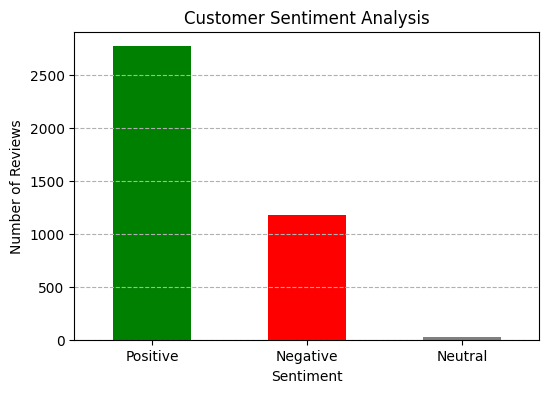 Customer Sentiment Analysis
Number of Reviews
2500
2000
1500
1000
500
0
Positive
Negative
Neutral
Sentiment